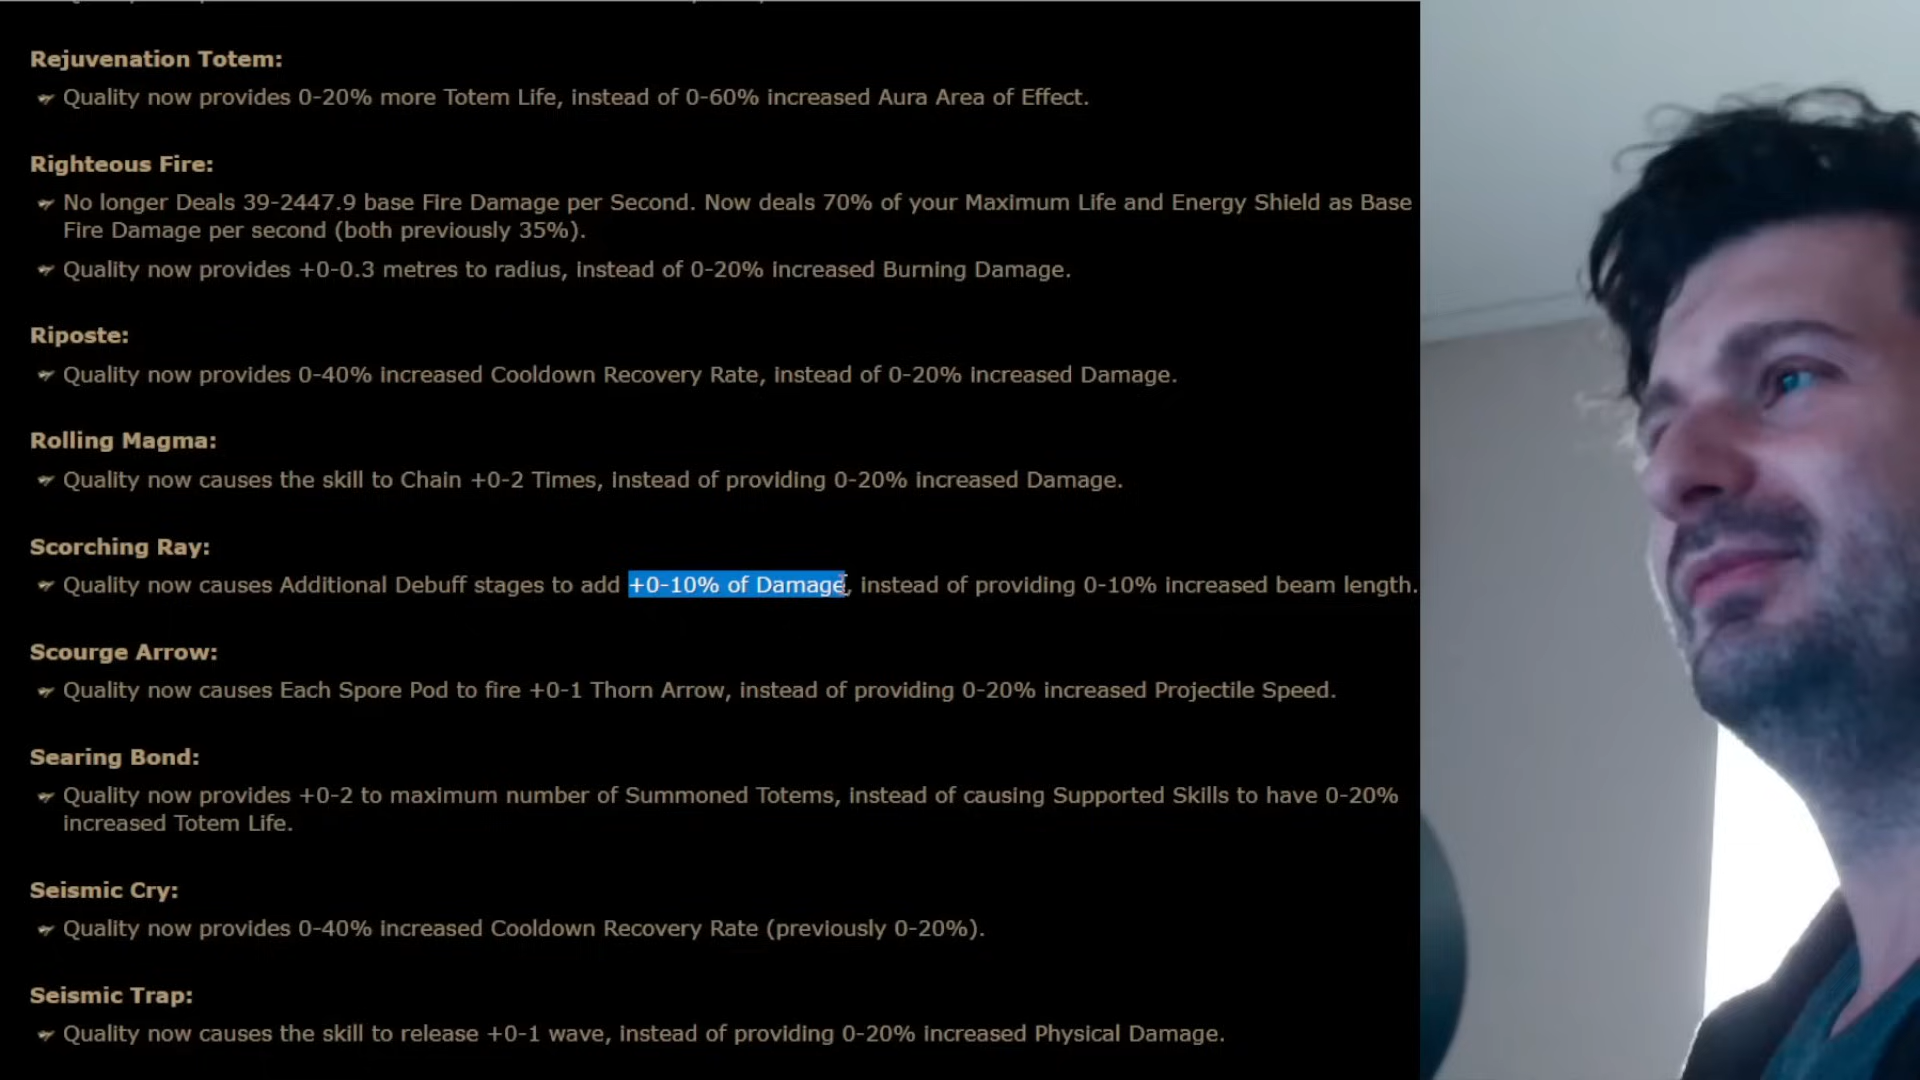 Rejuvenation Totem:
Quality now provides 0-20% more Totem Life, instead of 0-60% increased Aura Area of Effect.
Righteous Fire:
No longer Deals 39-2447.9 base Fire Damage per Second. Now deals 70% of your Maximum Life and Energy Shield as Base
Fire Damage per second (both previously 35%).
Quality now provides +0-0.3 metres to radius, instead of 0-20% increased Burning Damage.
Riposte:
Quality now provides 0-40% increased Cooldown Recovery Rate, instead of 0-20% increased Damage.
Rolling Magma:
Quality now causes the skill to Chain +0-2 Times, instead of providing 0-20% increased Damage.
Scorching Ray:
Quality now causes Additional Debuff stages to add +0-10% of Damage, instead of providing 0-10% increased beam length.
Scourge Arrow:
Quality now causes Each Spore Pod to fire +0-1 Thorn Arrow, instead of providing 0-20% increased Projectile Speed.
Searing Bond:
Quality now provides +0-2 to maximum number of Summoned Totems, instead of causing Supported Skills to have 0-20%
increased Totem Life.
Seismic Cry:
Quality now provides 0-40% increased Cooldown Recovery Rate (previously 0-20%).
Seismic Trap:
Quality now causes the skill to release +0-1 wave, instead of providing 0-20% increased Physical Damage.